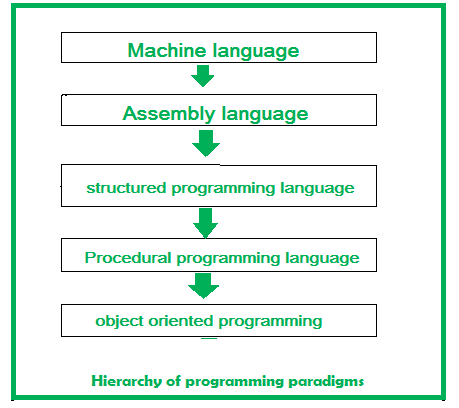 Machine language
Assembly language
structured programming language
Procedural programming language
object oriented programming
Hierarchy of programming paradigms